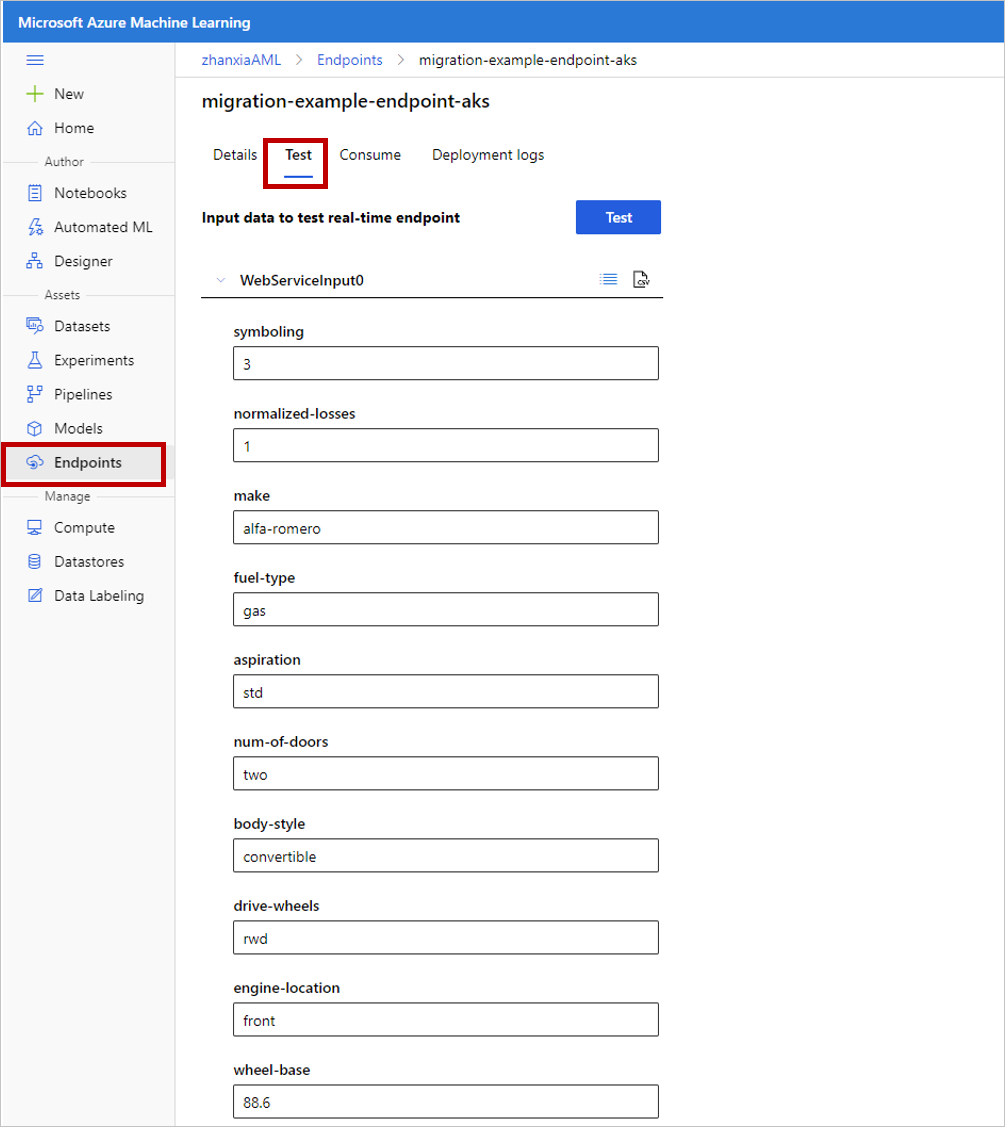 Microsoft Azure Machine Learning
zhanxiaAML > Endpoints > migration-example-endpoint-aks
New
Home
Author
Notebooks
Automated ML
Designer
Assets
Datasets
Experiments
Pipelines
Models
Endpoints
Manage
Compute
Datastores
Data Labeling
migration-example-endpoint-aks
Details Test Consume Deployment logs
Input data to test real-time endpoint Test
WebServiceInput0 CSV
symboling
3
normalized-losses
1
make
alfa-romero
fuel-type
gas
aspiration
std
num-of-doors
two
body-style
convertible
drive-wheels
rwd
engine-location
front
wheel-base
88.6